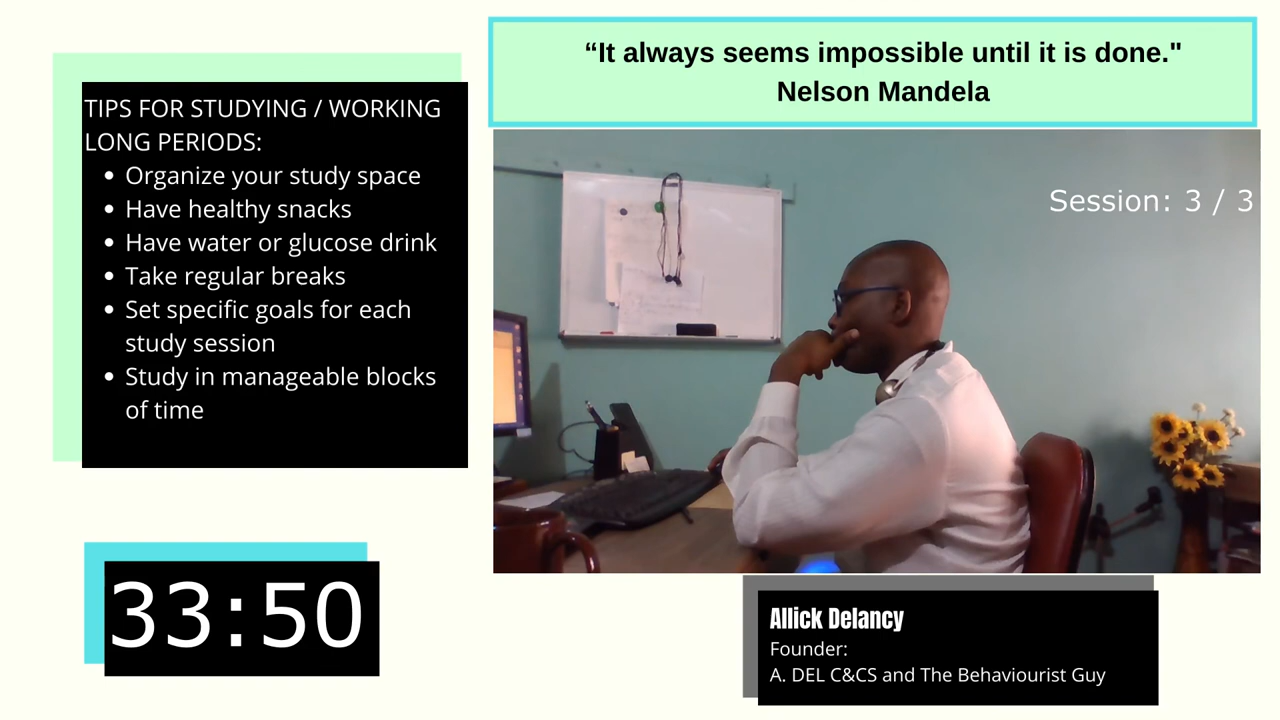 “It always seems impossible until it is done."
Nelson Mandela
TIPS FOR STUDYING / WORKING
LONG PERIODS:
• Organize your study space
• Have healthy snacks
• Have water or glucose drink
• Take regular breaks
• Set specific goals for each
study session
• Study in manageable blocks
of time
Session: 3 / 3
33:50
Allick Delancy
Founder:
A. DEL C&CS and The Behaviourist Guy